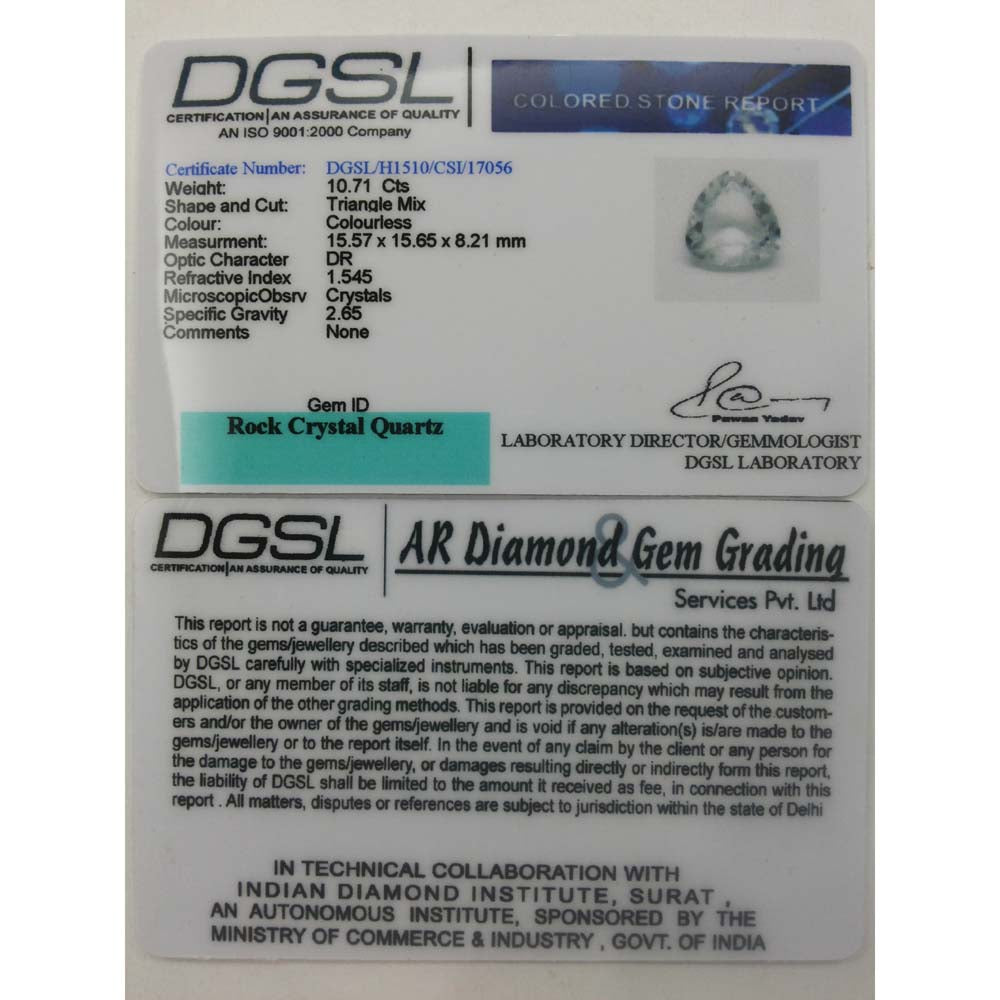 DGSL
CERTIFICATION|AN ASSURANCE OF QUALITY
AN ISO 9001:2000 Company
COLORED STONE REPORT
Certificate Number: DGSL/H1510/CSI/17056
Weight: 10.71 Cts
Shape and Cut: Triangle Mix
Colour: Colourless
Measurment: 15.57 x 15.65 x 8.21 mm
Optic Character DR
Refractive Index 1.545
MicroscopicObsrv Crystals
Specific Gravity 2.65
Comments None
Gem ID
Rock Crystal Quartz
Pawan Yadav
LABORATORY DIRECTOR/GEMMOLOGIST
DGSL LABORATORY
DGSL
CERTIFICATION|AN ASSURANCE OF QUALITY
AR Diamond & Gem Grading
Services Pvt. Ltd
This report is not a guarantee, warranty, evaluation or appraisal. but contains the characteris-
tics of the gems/jewellery described which has been graded, tested, examined and analysed
by DGSL carefully with specialized instruments. This report is based on subjective opinion.
DGSL, or any member of its staff, is not liable for any discrepancy which may result from the
application of the other grading methods. This report is provided on the request of the custom-
ers and/or the owner of the gems/jewellery and is void if any alteration(s) is/are made to the
gems/jewellery or to the report itself. In the event of any claim by the client or any person for
the damage to the gems/jewellery, or damages resulting directly or indirectly form this report,
the liability of DGSL shall be limited to the amount it received as fee, in connection with this
report . All matters, disputes or references are subject to jurisdiction within the state of Delhi
IN TECHNICAL COLLABORATION WITH
INDIAN DIAMOND INSTITUTE, SURAT ,
AN AUTONOMOUS INSTITUTE, SPONSORED BY THE
MINISTRY OF COMMERCE & INDUSTRY , GOVT. OF INDIA